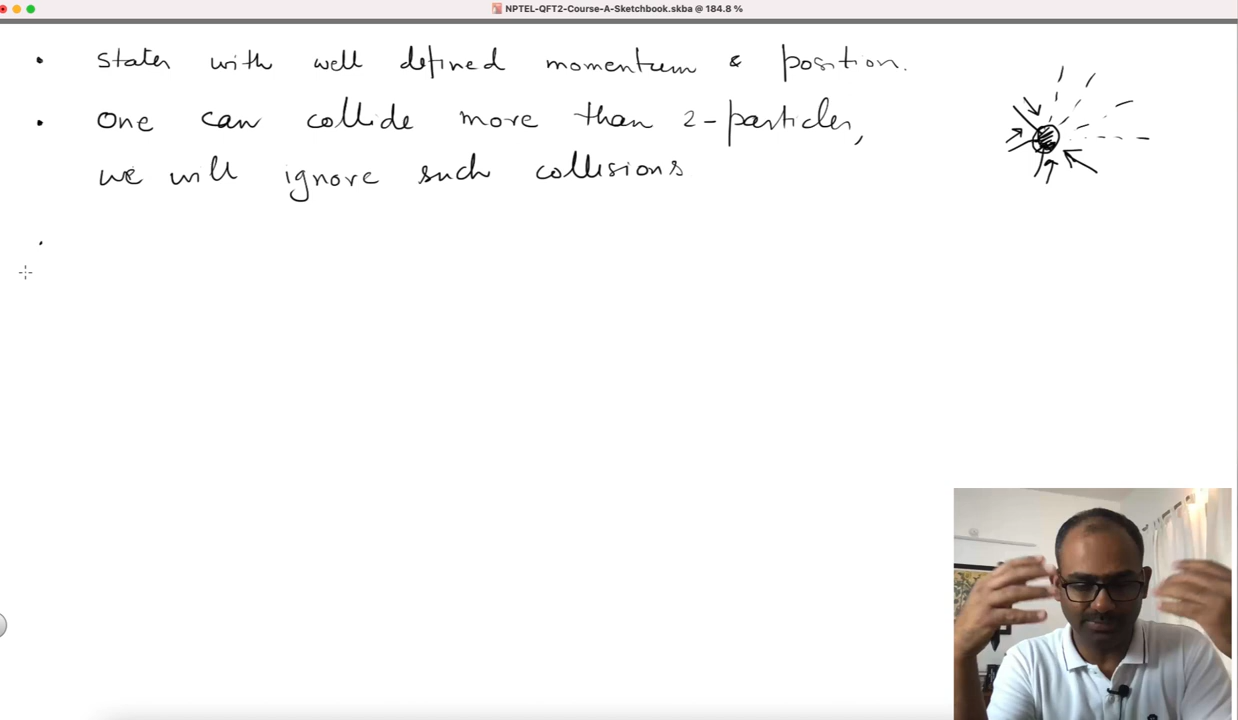 NPTEL-QFT2-Course-A-Sketchbook.skba @ 184.8 %
• states with well defined momentum & position.
• One can collide more than 2-particles,
we will ignore such collisions
•